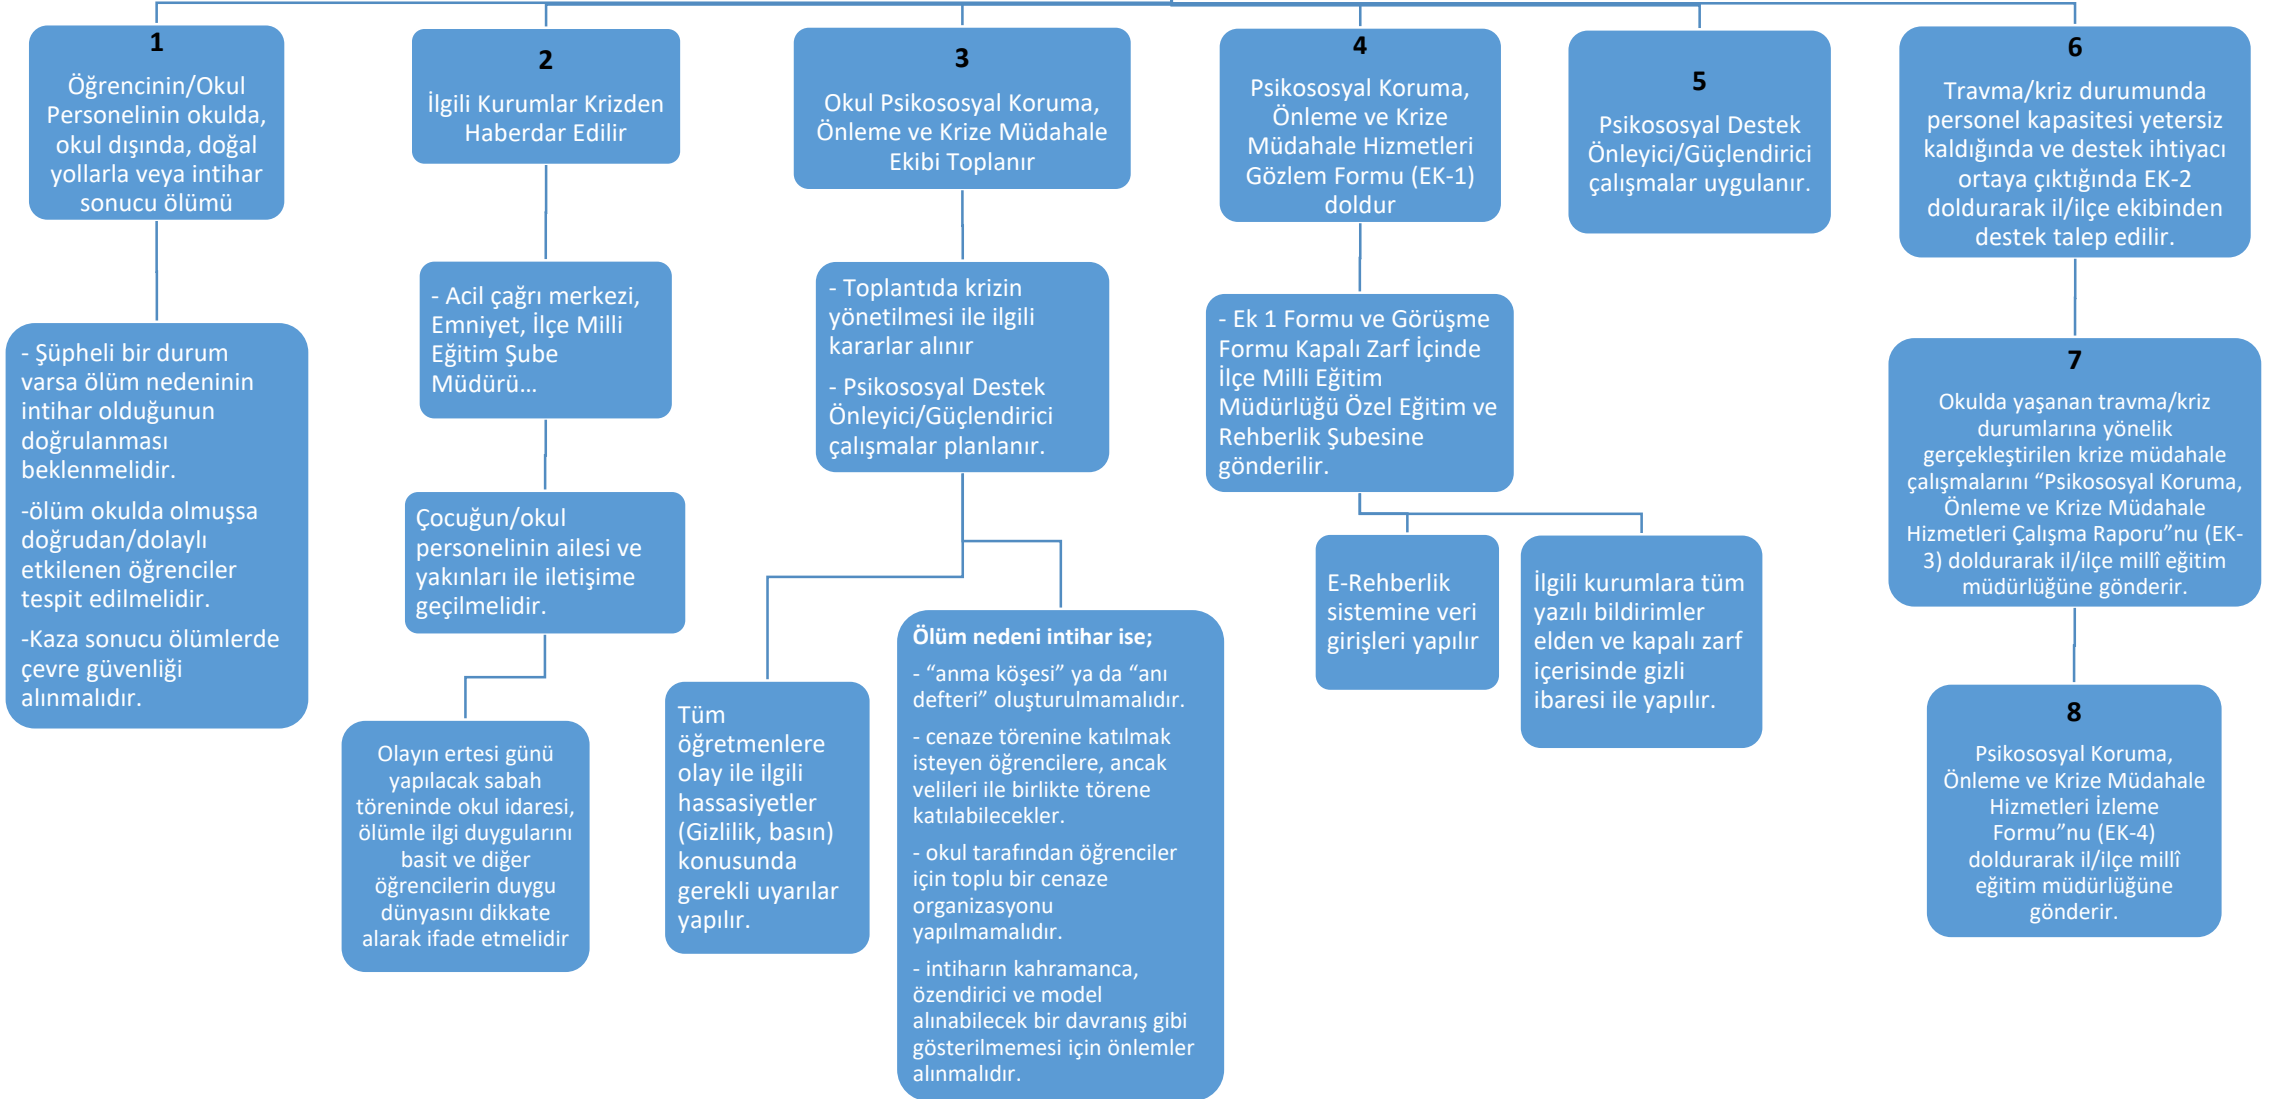 1
Öğrencinin/Okul
Personelinin okulda,
okul dışında, doğal
yollarla veya intihar
sonucu ölümü
- Şüpheli bir durum
varsa ölüm nedeninin
intihar olduğunun
doğrulanması
beklenmelidir.
-ölüm okulda olmuşsa
doğrudan/dolaylı
etkilenen öğrenciler
tespit edilmelidir.
-Kaza sonucu ölümlerde
çevre güvenliği
alınmalıdır.
2
İlgili Kurumlar Krizden
Haberdar Edilir
- Acil çağrı merkezi,
Emniyet, İlçe Milli
Eğitim Şube
Müdürü...
Çocuğun/okul
personelinin ailesi ve
yakınları ile iletişime
geçilmelidir.
Olayın ertesi günü
yapılacak sabah
töreninde okul idaresi,
ölümle ilgi duygularını
basit ve diğer
öğrencilerin duygu
dünyasını dikkate
alarak ifade etmelidir
3
Okul Psikososyal Koruma,
Önleme ve Krize Müdahale
Ekibi Toplanır
- Toplantıda krizin
yönetilmesi ile ilgili
kararlar alınır
- Psikososyal Destek
Önleyici/Güçlendirici
çalışmalar planlanır.
Tüm
öğretmenlere
olay ile ilgili
hassasiyetler
(Gizlilik, basın)
konusunda
gerekli uyarılar
yapılır.
Ölüm nedeni intihar ise;
- “anma köşesi” ya da “anı
defteri” oluşturulmamalıdır.
- cenaze törenine katılmak
isteyen öğrencilere, ancak
velileri ile birlikte törene
katılabilecekler.
- okul tarafından öğrenciler
için toplu bir cenaze
organizasyonu
yapılmamalıdır.
- intiharın kahramanca,
özendirici ve model
alınabilecek bir davranış gibi
gösterilmemesi için önlemler
alınmalıdır.
4
Psikososyal Koruma,
Önleme ve Krize
Müdahale Hizmetleri
Gözlem Formu (EK-1)
doldur
- Ek 1 Formu ve Görüşme
Formu Kapalı Zarf İçinde
İlçe Milli Eğitim
Müdürlüğü Özel Eğitim ve
Rehberlik Şubesine
gönderilir.
E-Rehberlik
sistemine veri
girişleri yapılır
İlgili kurumlara tüm
yazılı bildirimler
elden ve kapalı zarf
içerisinde gizli
ibaresi ile yapılır.
5
Psikososyal Destek
Önleyici/Güçlendirici
çalışmalar uygulanır.
6
Travma/kriz durumunda
personel kapasitesi yetersiz
kaldığında ve destek ihtiyacı
ortaya çıktığında EK-2
doldurarak il/ilçe ekibinden
destek talep edilir.
7
Okulda yaşanan travma/kriz
durumlarına yönelik
gerçekleştirilen krize müdahale
çalışmalarını “Psikososyal Koruma,
Önleme ve Krize Müdahale
Hizmetleri Çalışma Raporu”nu (EK-
3) doldurarak il/ilçe millî eğitim
müdürlüğüne gönderir.
8
Psikososyal Koruma,
Önleme ve Krize Müdahale
Hizmetleri İzleme
Formu”nu (EK-4)
doldurarak il/ilçe millî
eğitim müdürlüğüne
gönderir.